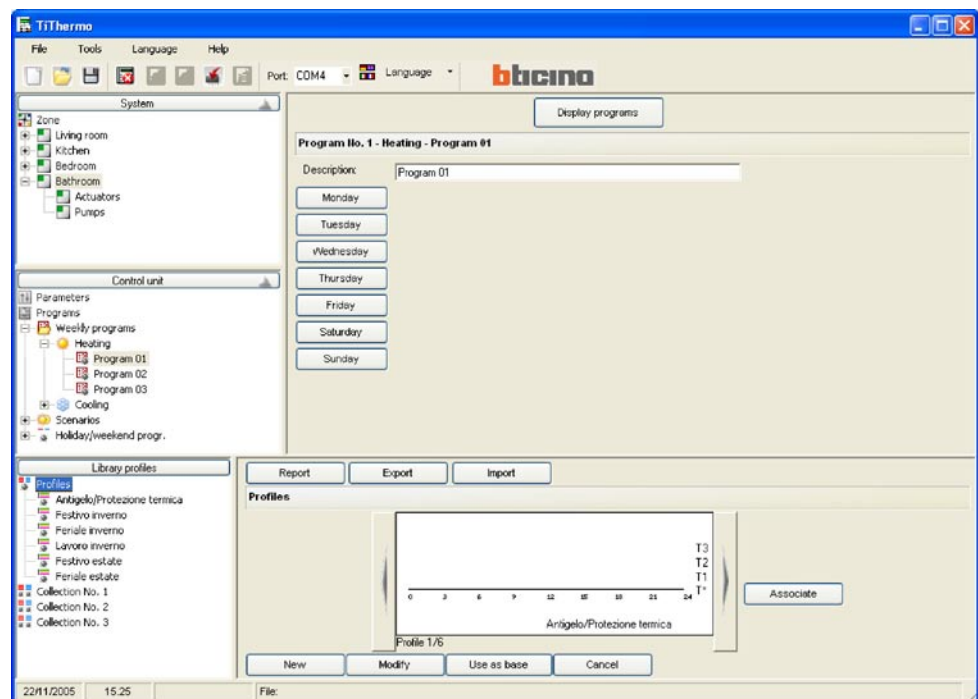 TiThermo
File Tools Language Help
Port: COM4 Language bticino
System
Zone
Living room
Kitchen
Bedroom
Bathroom
Actuators
Pumps
Control unit
Parameters
Programs
Weekly programs
Heating
Program 01
Program 02
Program 03
Cooling
Scenarios
Holiday/weekend progr.
Display programs
Program No. 1 - Heating - Program 01
Description: Program 01
Monday
Tuesday
Wednesday
Thursday
Friday
Saturday
Sunday
Library profiles
Profiles
Antigelo/Protezione termica
Festivo inverno
Feriale inverno
Lavoro inverno
Festivo estate
Feriale estate
Collection No. 1
Collection No. 2
Collection No. 3
Report Export Import
Profiles
T3
T2
T1
T*
0 3 6 9 12 15 18 21 24
Antigelo/Protezione termica
Profile 1/6
Associate
New Modify Use as base Cancel
22/11/2005 15.25 File: